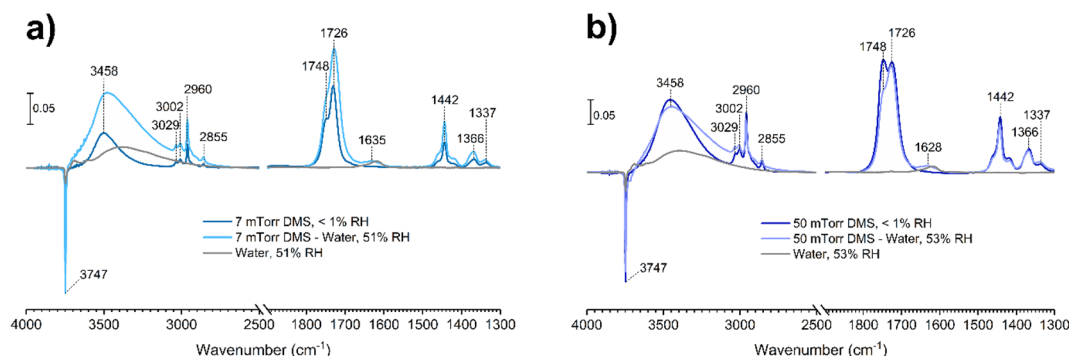 a)
1726
1748
3458
2960
3002
3029
2855
1442
1366
1337
1635
0.05
7 mTorr DMS, < 1% RH
7 mTorr DMS - Water, 51% RH
Water, 51% RH
3747
4000 3500 3000 2500 1800 1700 1600 1500 1400 1300
Wavenumber (cm⁻¹)
b)
1748 1726
3458
2960
3002
3029
2855
1442
1366
1337
1628
0.05
50 mTorr DMS, < 1% RH
50 mTorr DMS - Water, 53% RH
Water, 53% RH
3747
4000 3500 3000 2500 1800 1700 1600 1500 1400 1300
Wavenumber (cm⁻¹)